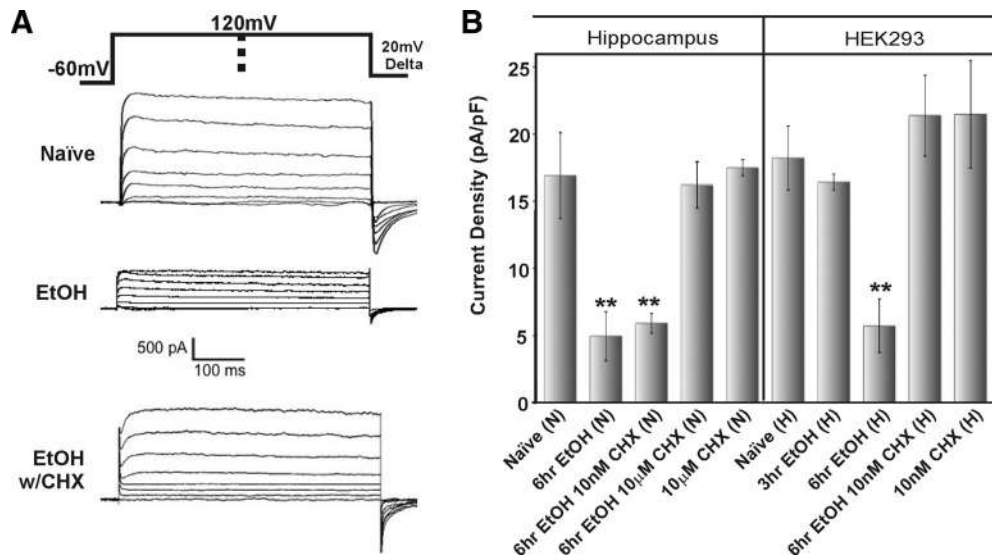 A
120mV
-60mV
20mV
Delta
Naïve
EtOH
500 pA
100 ms
EtOH
w/CHX
B
Hippocampus
HEK293
Current Density (pA/pF)
25
20
15
10
5
0
**
**
**
Naïve (N)
6hr EtOH (N)
6hr EtOH 10nM CHX (N)
6hr EtOH 10μM CHX (N)
10μM CHX (N)
Naïve (H)
3hr EtOH (H)
6hr EtOH (H)
6hr EtOH 10nM CHX (H)
10nM CHX (H)